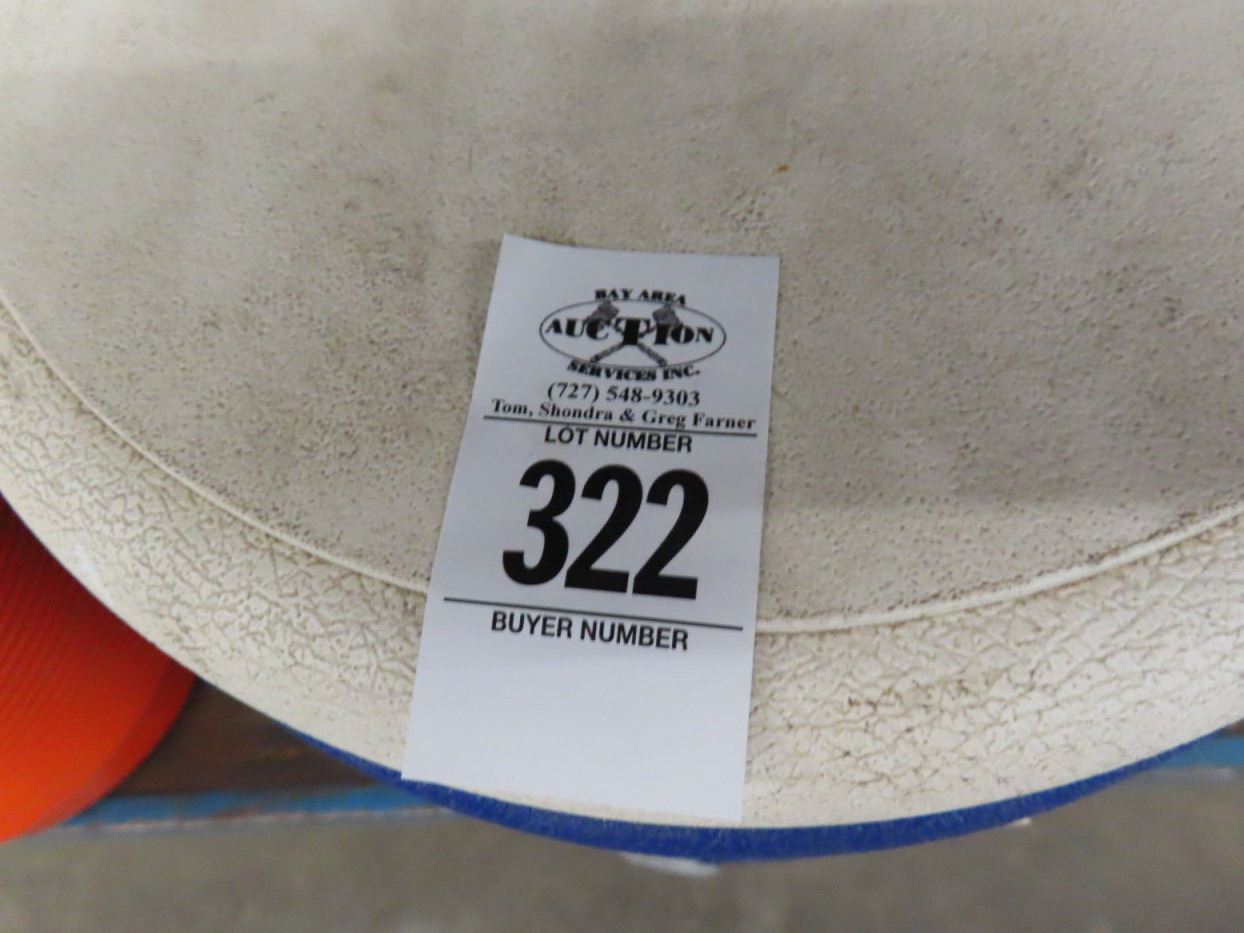 BAY AREA
AUCTION
SERVICES INC.
(727) 548-9303
Tom, Shondra & Greg Farner
LOT NUMBER
322
BUYER NUMBER